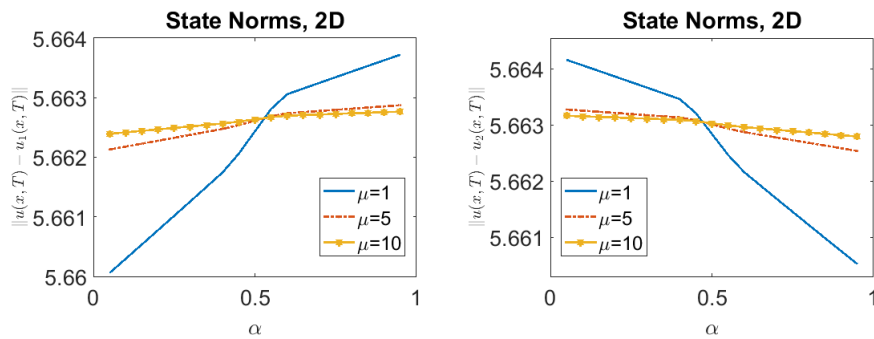 State Norms, 2D
||u(x, T) − u₁(x, T)||
5.664
5.663
5.662
5.661
5.66
μ=1
μ=5
μ=10
0
0.5
1
α
State Norms, 2D
||u(x, T) − u₂(x, T)||
5.664
5.663
5.662
5.661
μ=1
μ=5
μ=10
0
0.5
1
α